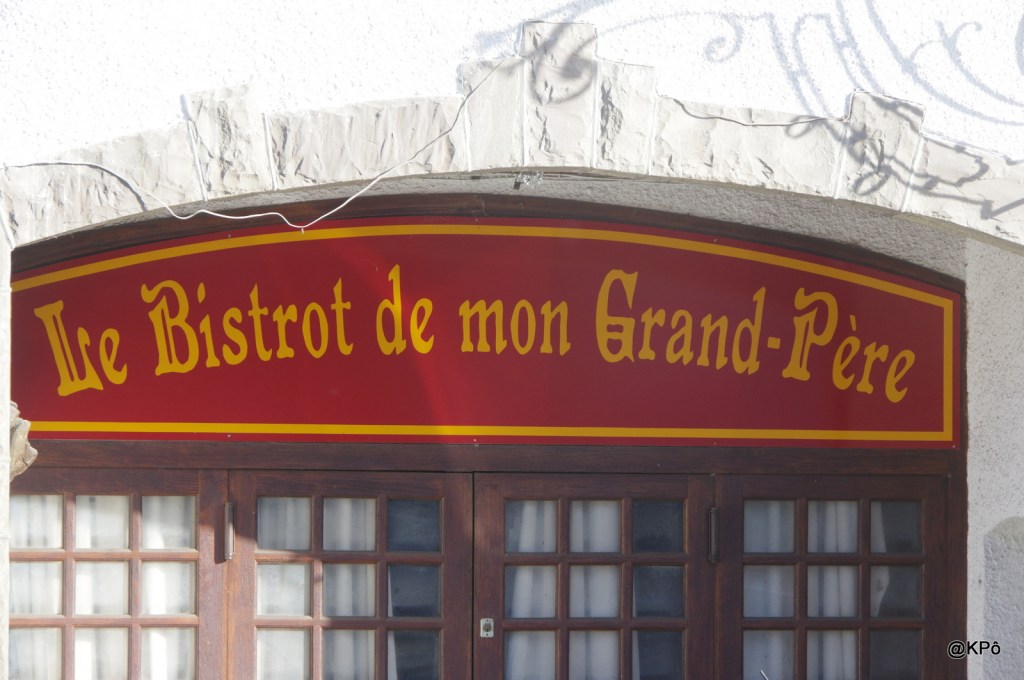 Le Bistrot de mon Grand-Père
@KPô